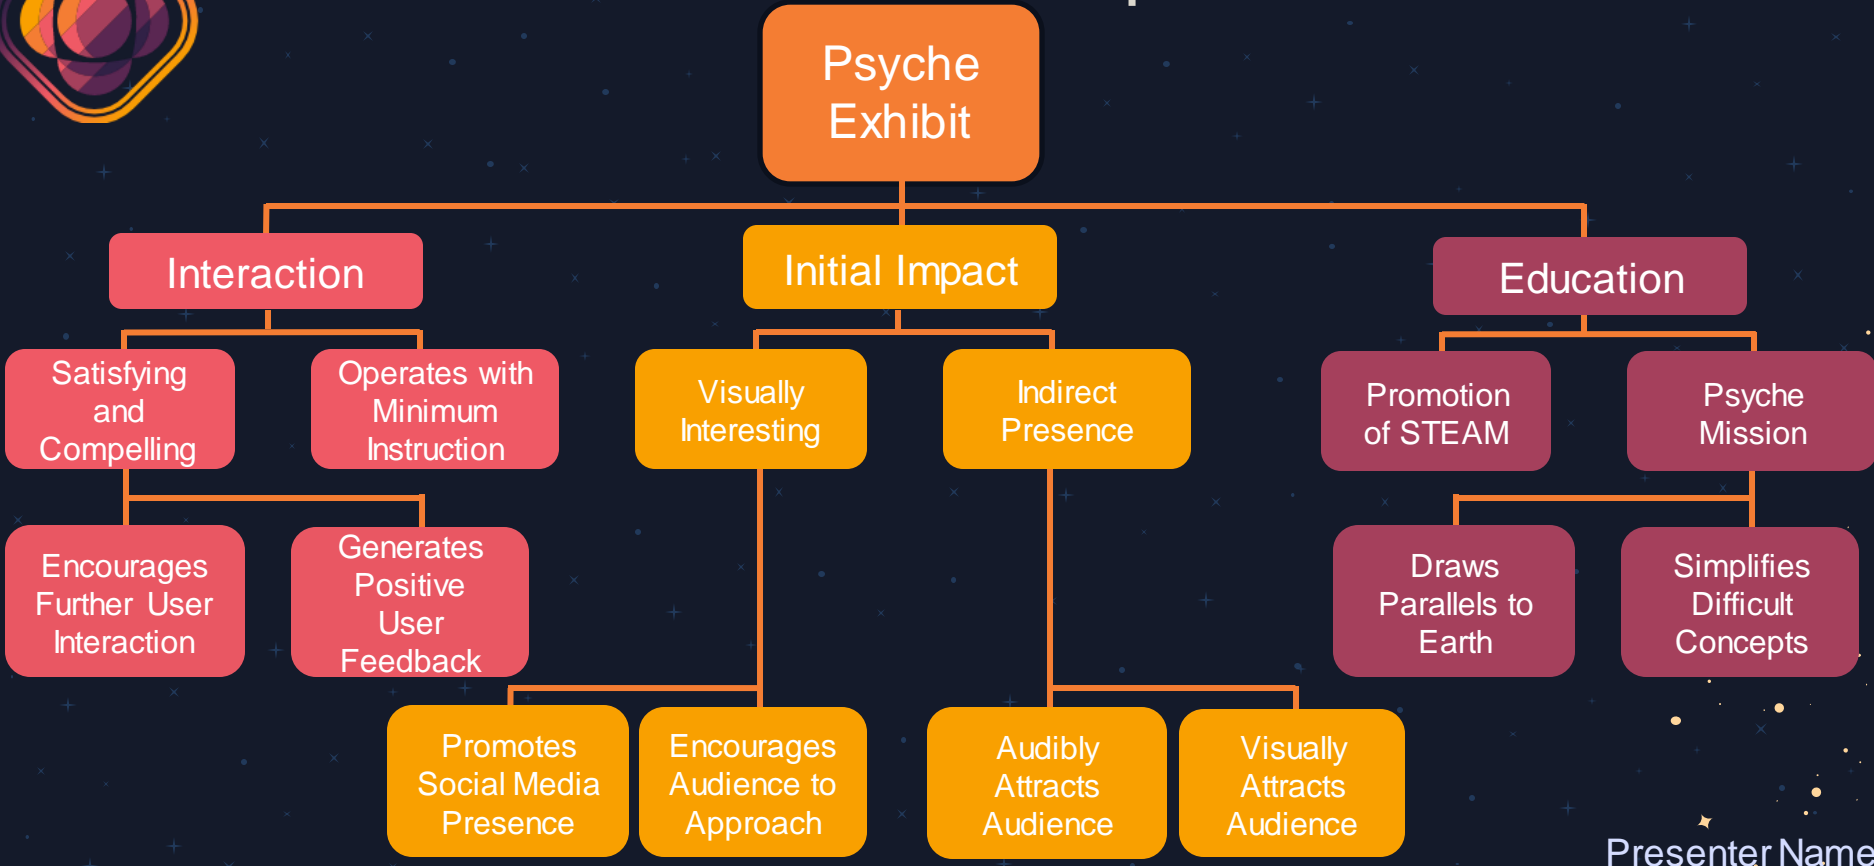 Psyche
Exhibit
Interaction
Initial Impact
Education
Satisfying
and
Compelling
Operates with
Minimum
Instruction
Visually
Interesting
Indirect
Presence
Promotion
of STEAM
Psyche
Mission
Encourages
Further User
Interaction
Generates
Positive
User
Feedback
Draws
Parallels to
Earth
Simplifies
Difficult
Concepts
Promotes
Social Media
Presence
Encourages
Audience to
Approach
Audibly
Attracts
Audience
Visually
Attracts
Audience
Presenter Name